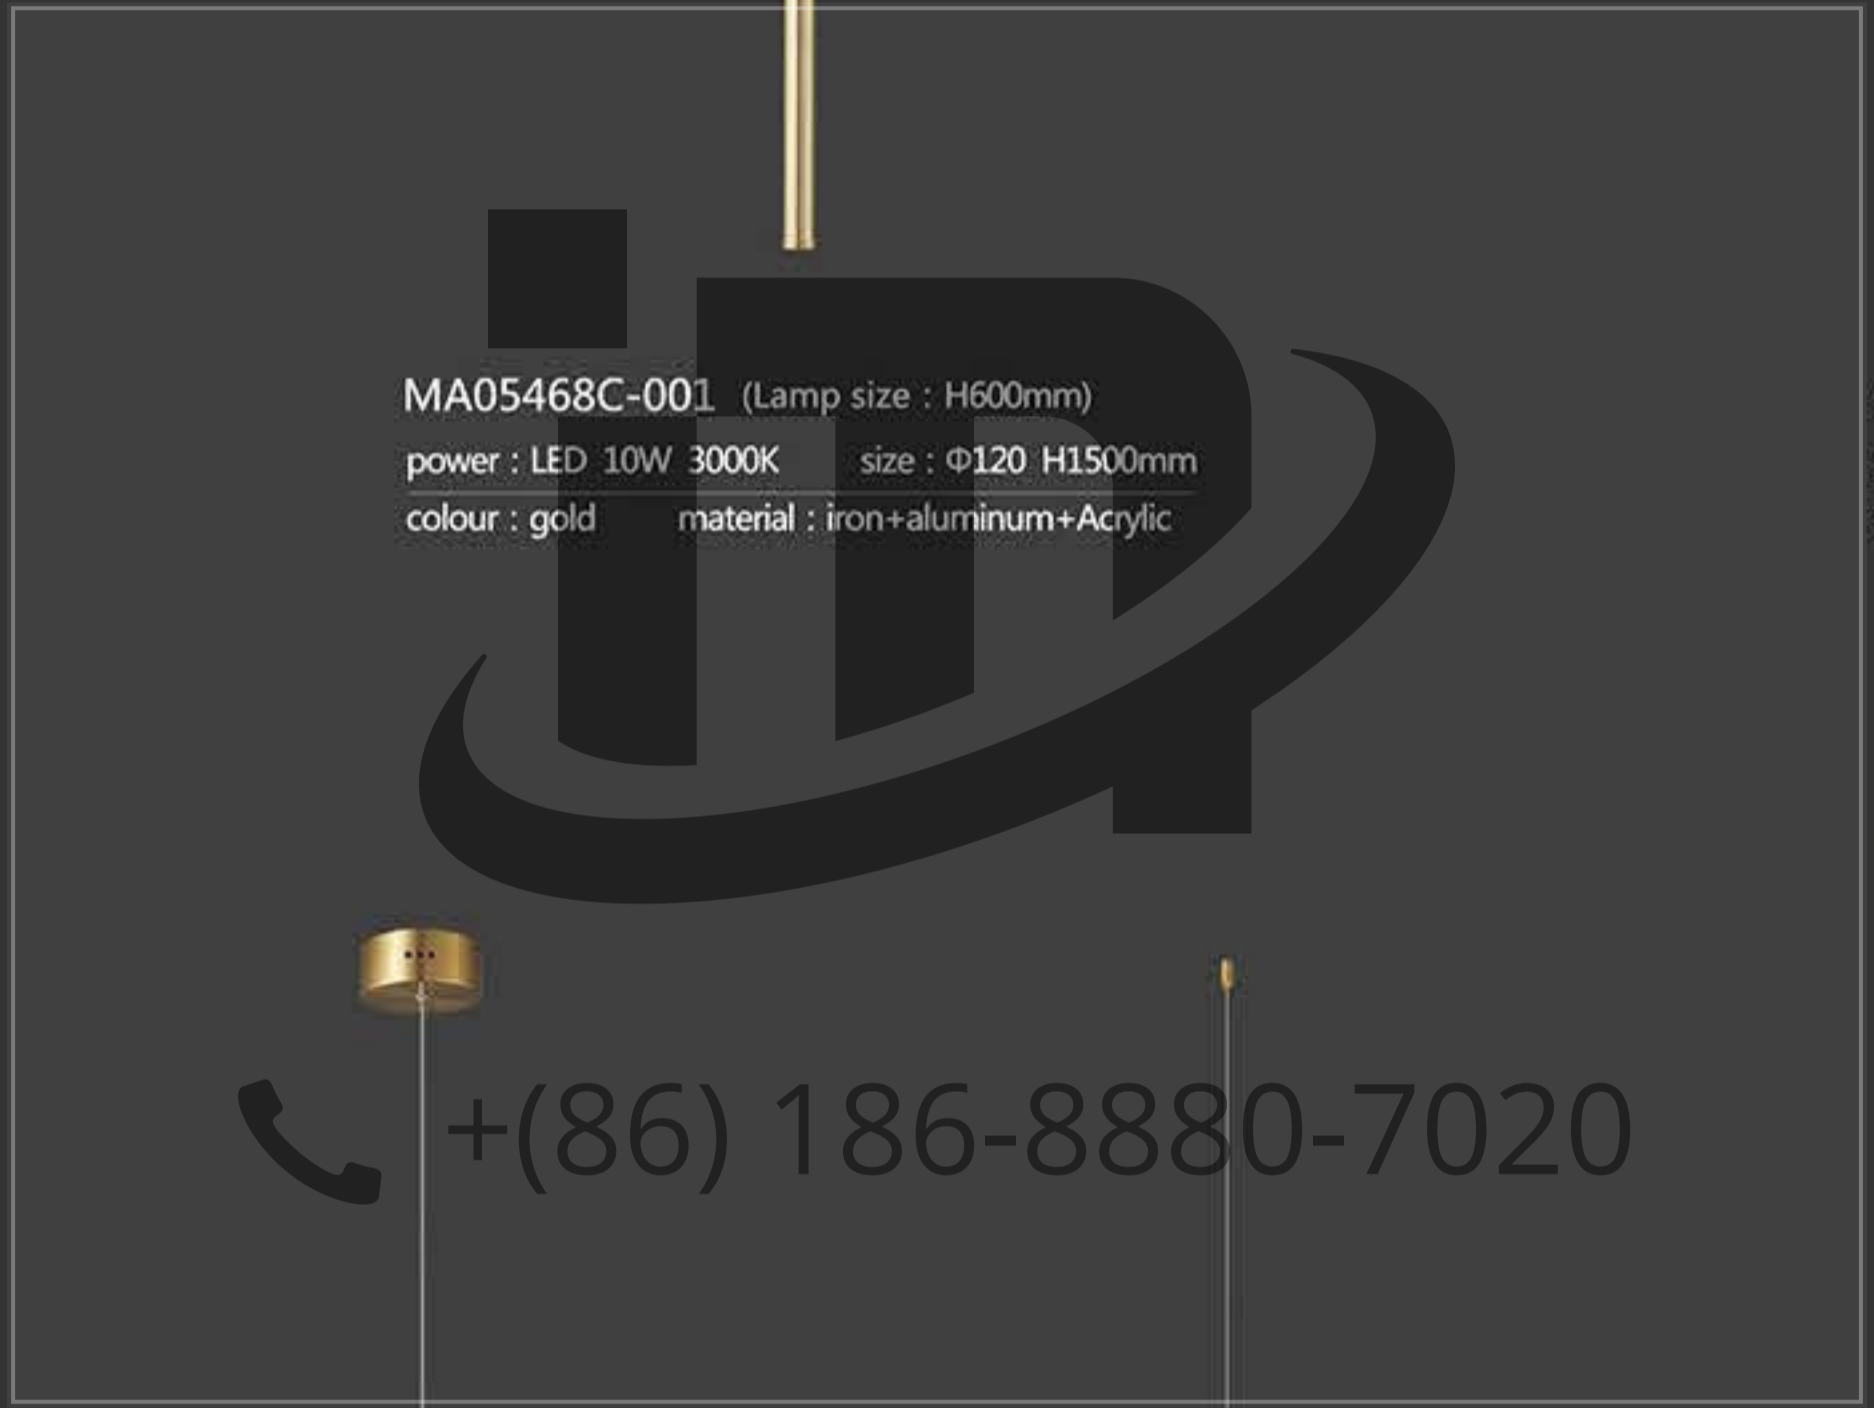 MA05468C-001 (Lamp size : H600mm)
power : LED 10W 3000K size : Φ120 H1500mm
colour : gold material : iron+aluminum+Acrylic
+(86) 186-8880-7020